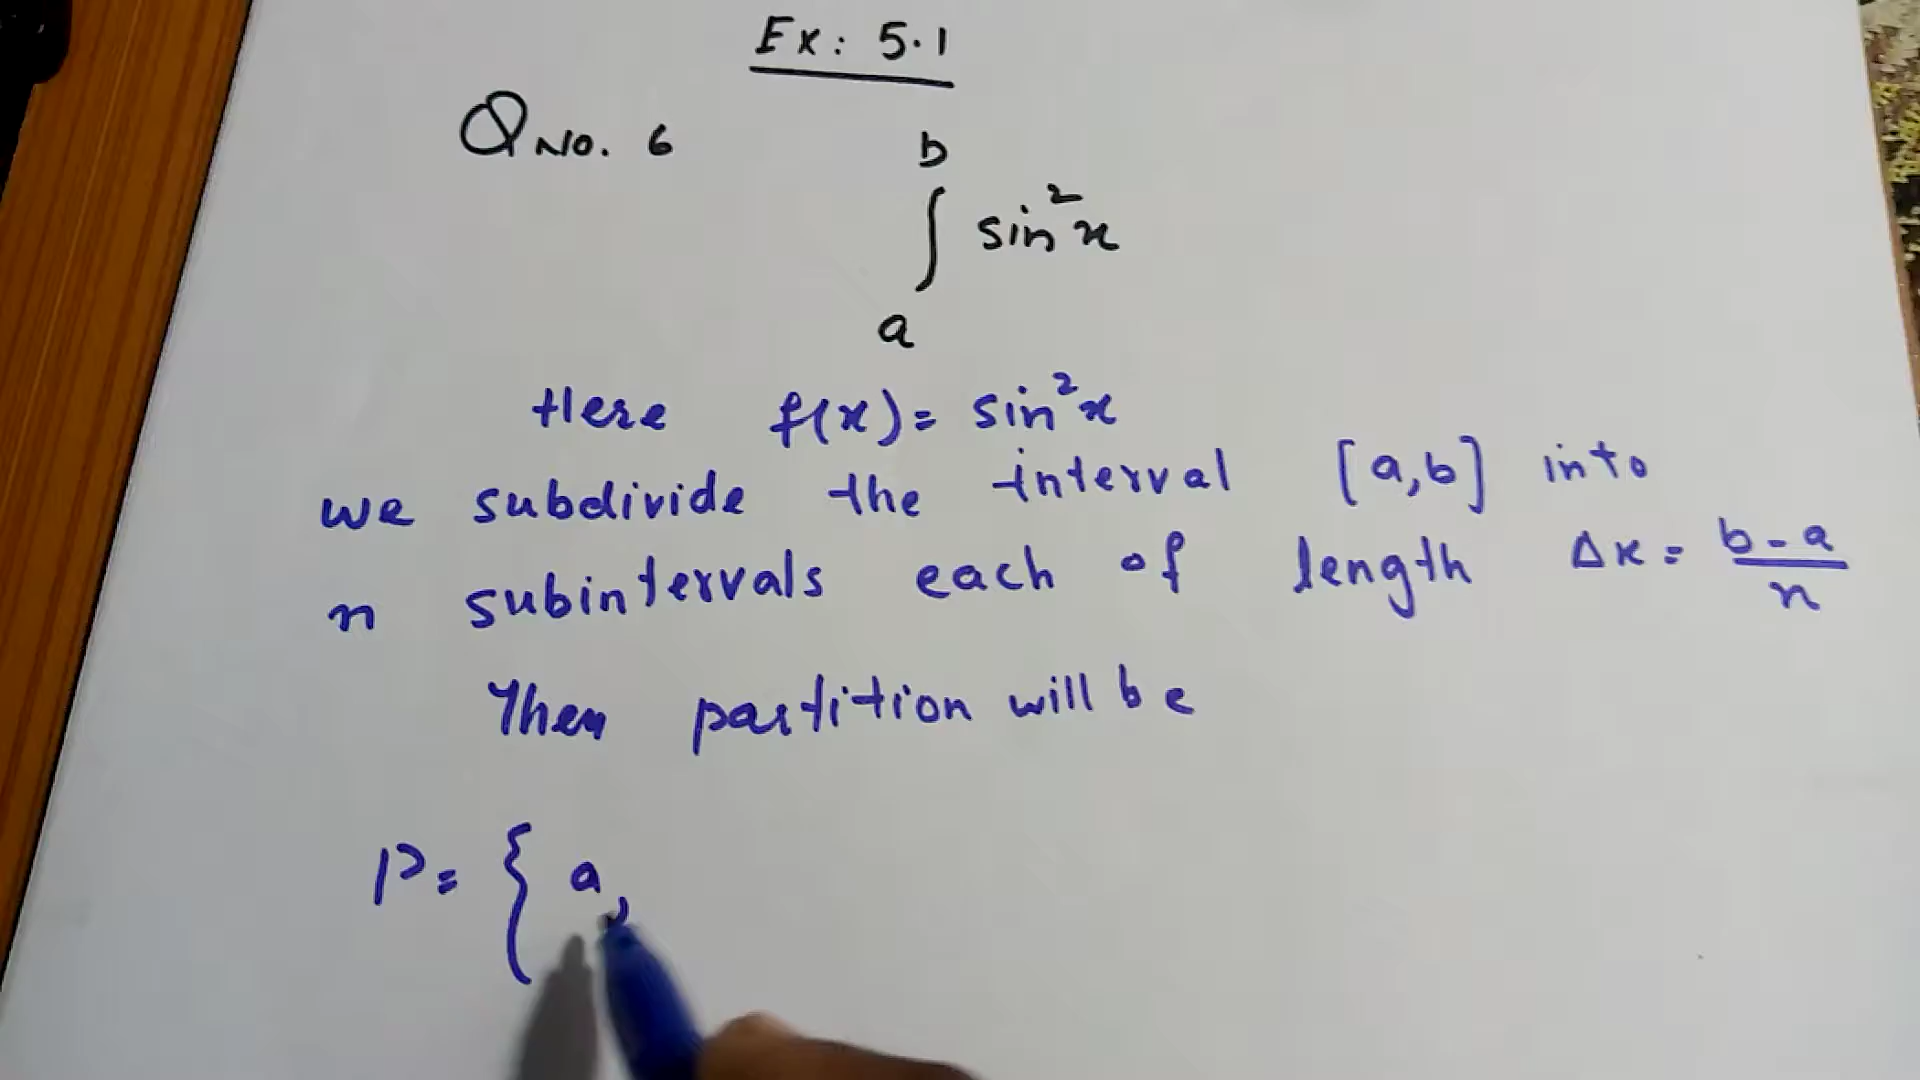 Ex: 5.1
Q No. 6
b
∫ sin²x
a
Here f(x) = sin²x
we subdivide the interval [a,b] into
n subintervals each of length Δx = b-a/n
Then partition will be
P = { a,